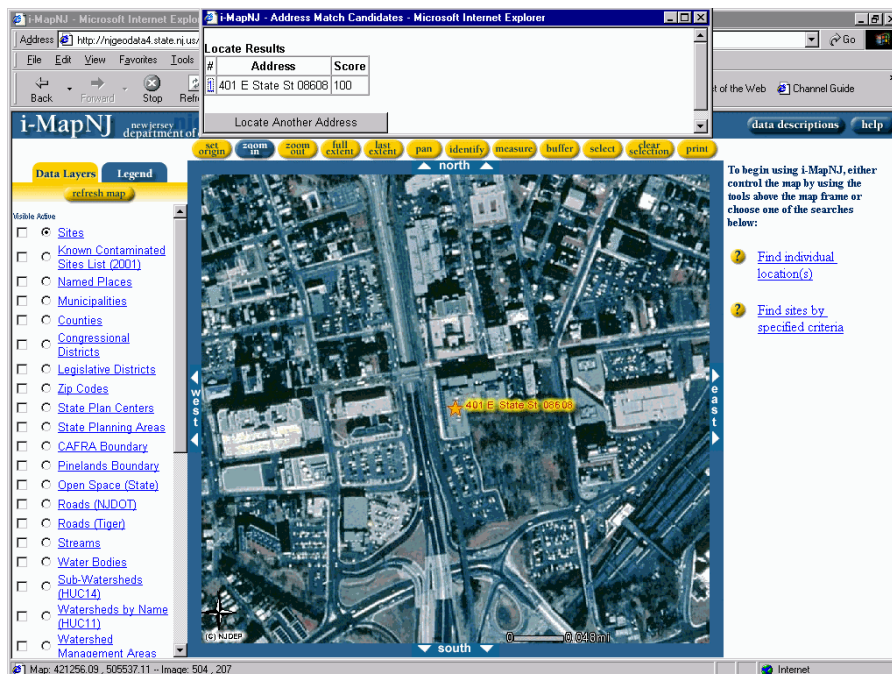 i-MapNJ - Microsoft Internet Explo
i-MapNJ - Address Match Candidates - Microsoft Internet Explorer
Address http://njgeodata4.state.nj.us/
Go
File Edit View Favorites Tools
Back Forward Stop Refr
of the Web Channel Guide
Locate Results
# Address Score
1 401 E State St 08608 100
Locate Another Address
i-MapNJ new jersey
department of
data descriptions help
set origin zoom in zoom out full extent last extent pan identify measure buffer select clear selection print
Data Layers Legend
refresh map
Visible Active
Sites
Known Contaminated
Sites List (2001)
Named Places
Municipalities
Counties
Congressional
Districts
Legislative Districts
Zip Codes
State Plan Centers
State Planning Areas
CAFRA Boundary
Pinelands Boundary
Open Space (State)
Roads (NJDOT)
Roads (Tiger)
Streams
Water Bodies
Sub-Watersheds
(HUC14)
Watersheds by Name
(HUC11)
Watershed
Management Areas
north
west
east
401 E State St 08608
(C) NJDEP
0 0.048mi
south
To begin using i-MapNJ, either
control the map by using the
tools above the map frame or
choose one of the searches
below:
? Find individual
location(s)
? Find sites by
specified criteria
Map: 421256.09 , 505537.11 -- Image: 504 , 207
Internet